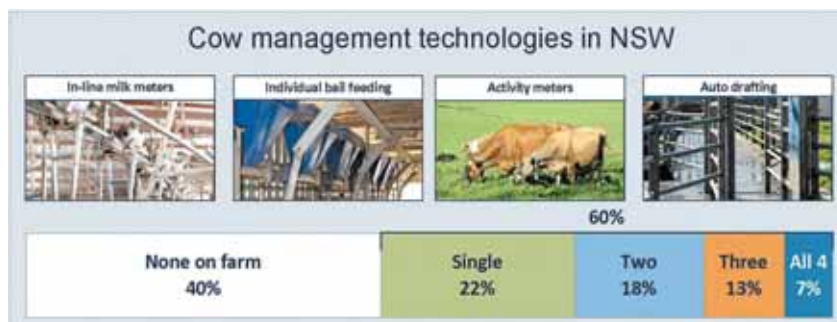 Cow management technologies in NSW
In-line milk meters
Individual bail feeding
Activity meters
Auto drafting
60%
None on farm
40%
Single
22%
Two
18%
Three
13%
All 4
7%